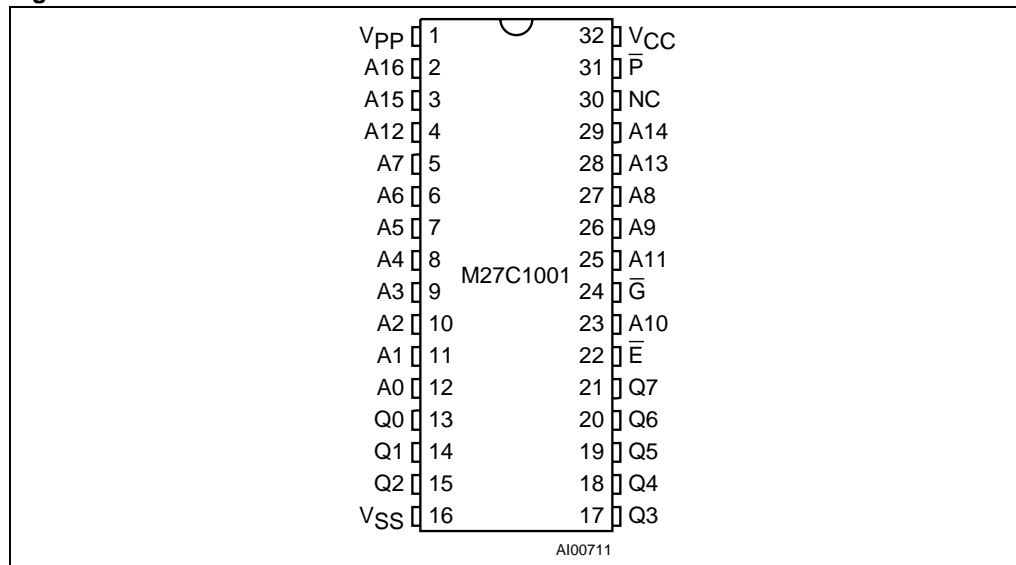 VPP 1 32 VCC
A16 2 31 P̅
A15 3 30 NC
A12 4 29 A14
A7 5 28 A13
A6 6 27 A8
A5 7 26 A9
A4 8 25 A11
M27C1001
A3 9 24 G̅
A2 10 23 A10
A1 11 22 E̅
A0 12 21 Q7
Q0 13 20 Q6
Q1 14 19 Q5
Q2 15 18 Q4
VSS 16 17 Q3
AI00711